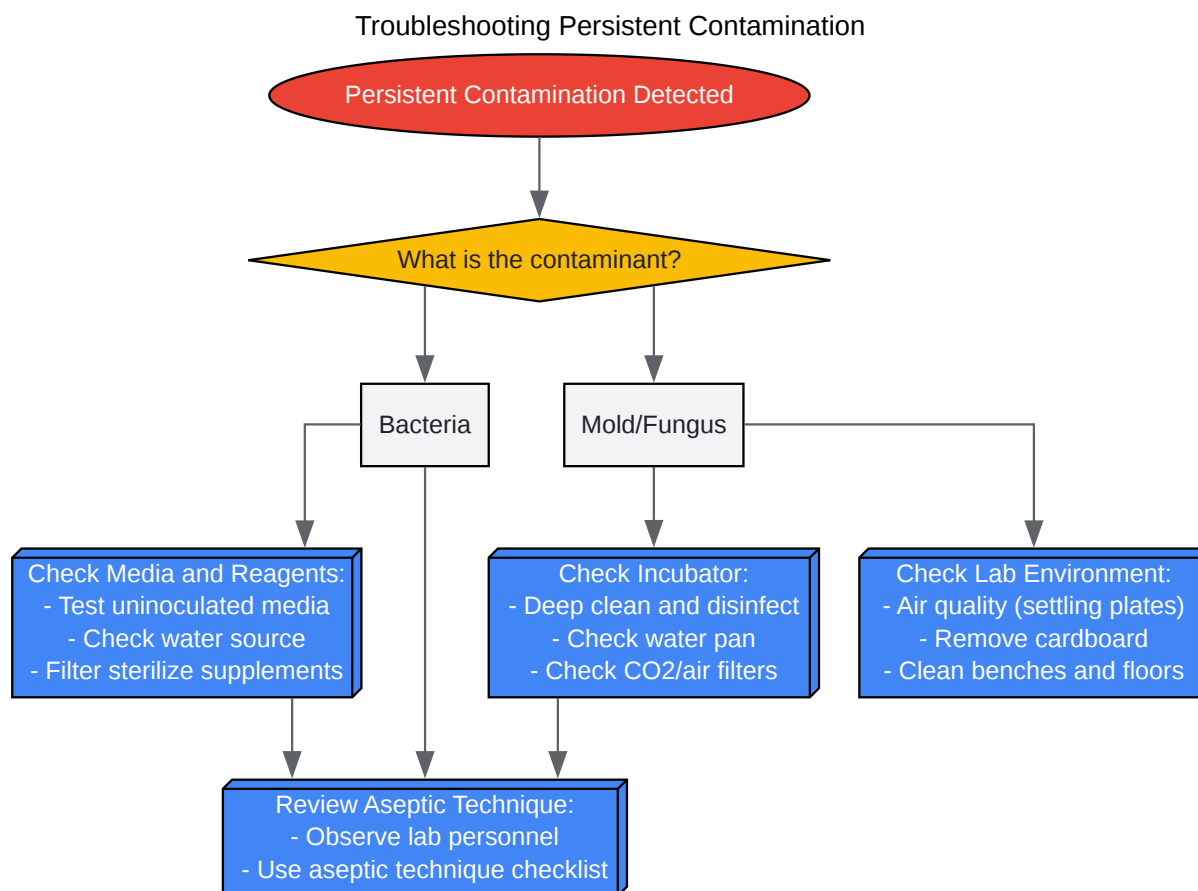 Troubleshooting Persistent Contamination
Persistent Contamination Detected
What is the contaminant?
Bacteria
Mold/Fungus
Check Media and Reagents:
- Test uninoculated media
- Check water source
- Filter sterilize supplements
Check Incubator:
- Deep clean and disinfect
- Check water pan
- Check CO2/air filters
Check Lab Environment:
- Air quality (settling plates)
- Remove cardboard
- Clean benches and floors
Review Aseptic Technique:
- Observe lab personnel
- Use aseptic technique checklist